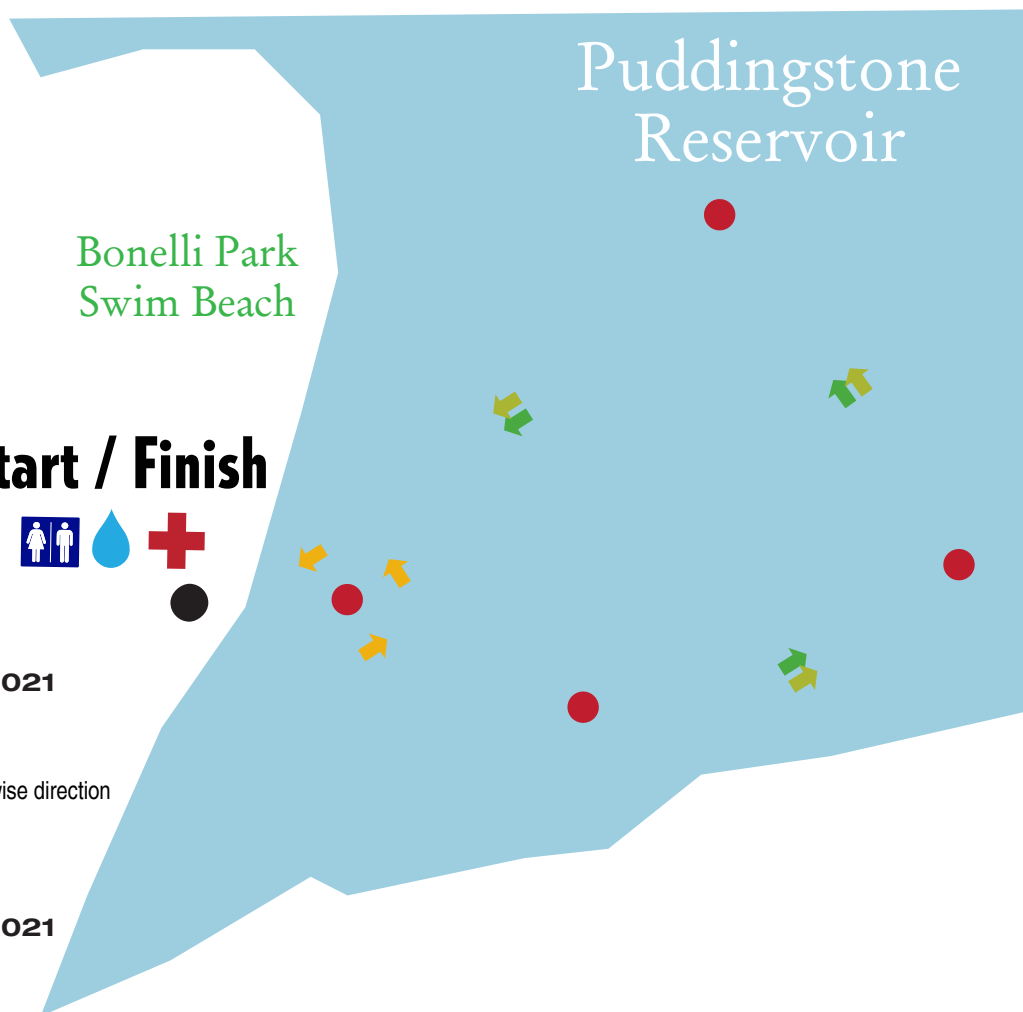 Puddingstone
Reservoir
Bonelli Park
Swim Beach
tart / Finish
021
ise direction
021